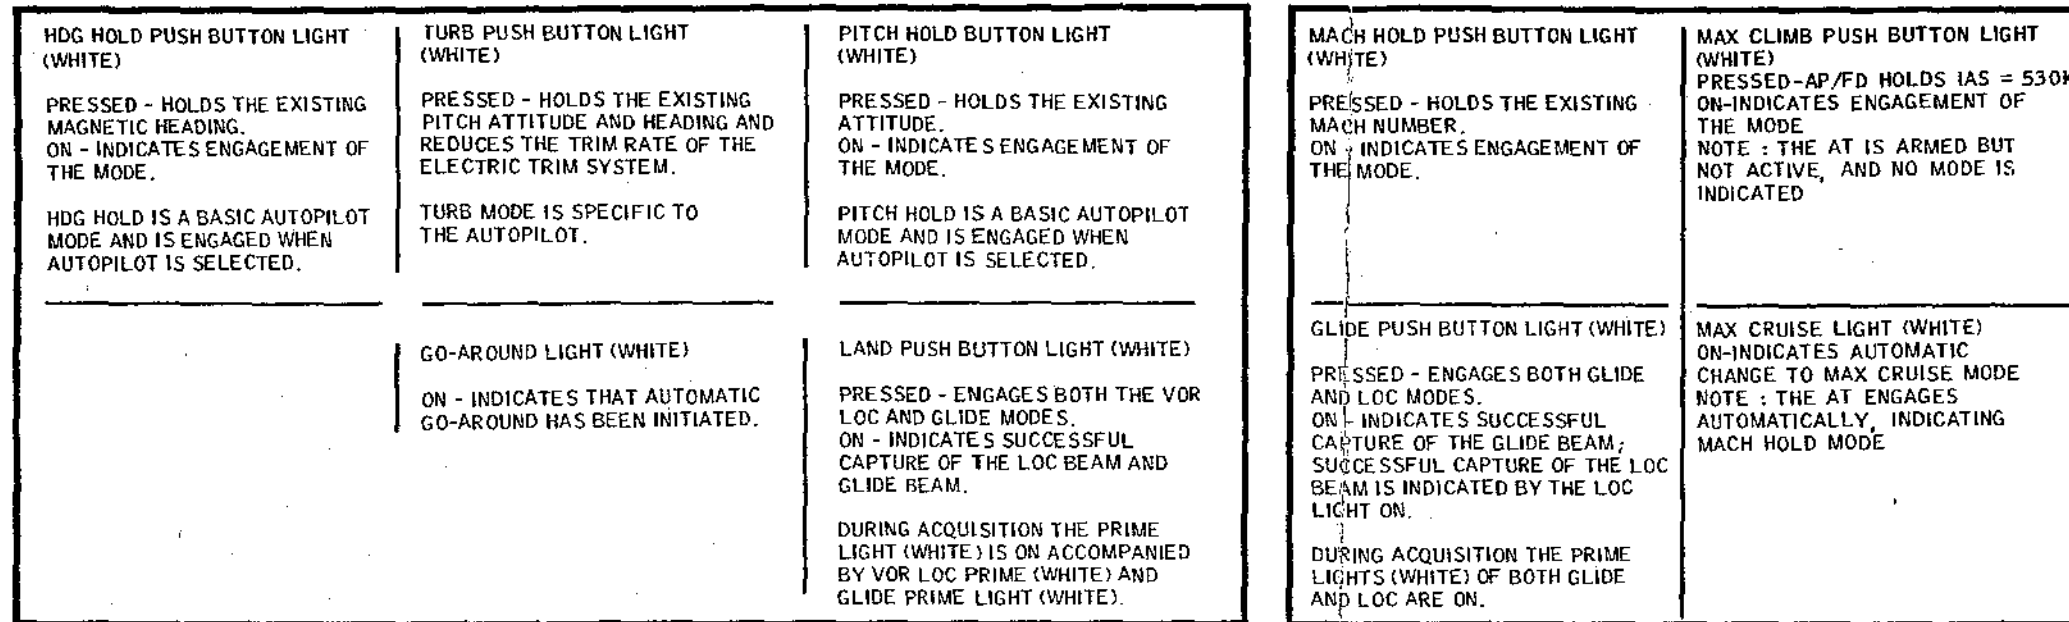 HDG HOLD PUSH BUTTON LIGHT
(WHITE)
PRESSED - HOLDS THE EXISTING
MAGNETIC HEADING.
ON - INDICATES ENGAGEMENT OF
THE MODE.
HDG HOLD IS A BASIC AUTOPILOT
MODE AND IS ENGAGED WHEN
AUTOPILOT IS SELECTED.
TURB PUSH BUTTON LIGHT
(WHITE)
PRESSED - HOLDS THE EXISTING
PITCH ATTITUDE AND HEADING AND
REDUCES THE TRIM RATE OF THE
ELECTRIC TRIM SYSTEM.
TURB MODE IS SPECIFIC TO
THE AUTOPILOT.
PITCH HOLD BUTTON LIGHT
(WHITE)
PRESSED - HOLDS THE EXISTING
ATTITUDE.
ON - INDICATES ENGAGEMENT OF
THE MODE.
PITCH HOLD IS A BASIC AUTOPILOT
MODE AND IS ENGAGED WHEN
AUTOPILOT IS SELECTED.
GO-AROUND LIGHT (WHITE)
ON - INDICATES THAT AUTOMATIC
GO-AROUND HAS BEEN INITIATED.
LAND PUSH BUTTON LIGHT (WHITE)
PRESSED - ENGAGES BOTH THE VOR
LOC AND GLIDE MODES.
ON - INDICATES SUCCESSFUL
CAPTURE OF THE LOC BEAM AND
GLIDE BEAM.
DURING ACQUISITION THE PRIME
LIGHT (WHITE) IS ON ACCOMPANIED
BY VOR LOC PRIME (WHITE) AND
GLIDE PRIME LIGHT (WHITE).
MACH HOLD PUSH BUTTON LIGHT
(WHITE)
PRESSED - HOLDS THE EXISTING
MACH NUMBER.
ON - INDICATES ENGAGEMENT OF
THE MODE.
MAX CLIMB PUSH BUTTON LIGHT
(WHITE)
PRESSED-AP/FD HOLDS IAS = 530K
ON-INDICATES ENGAGEMENT OF
THE MODE
NOTE : THE AT IS ARMED BUT
NOT ACTIVE, AND NO MODE IS
INDICATED
GLIDE PUSH BUTTON LIGHT (WHITE)
PRESSED - ENGAGES BOTH GLIDE
AND LOC MODES.
ON - INDICATES SUCCESSFUL
CAPTURE OF THE GLIDE BEAM;
SUCCESSFUL CAPTURE OF THE LOC
BEAM IS INDICATED BY THE LOC
LIGHT ON.
DURING ACQUISITION THE PRIME
LIGHTS (WHITE) OF BOTH GLIDE
AND LOC ARE ON.
MAX CRUISE LIGHT (WHITE)
ON-INDICATES AUTOMATIC
CHANGE TO MAX CRUISE MODE
NOTE : THE AT ENGAGES
AUTOMATICALLY, INDICATING
MACH HOLD MODE